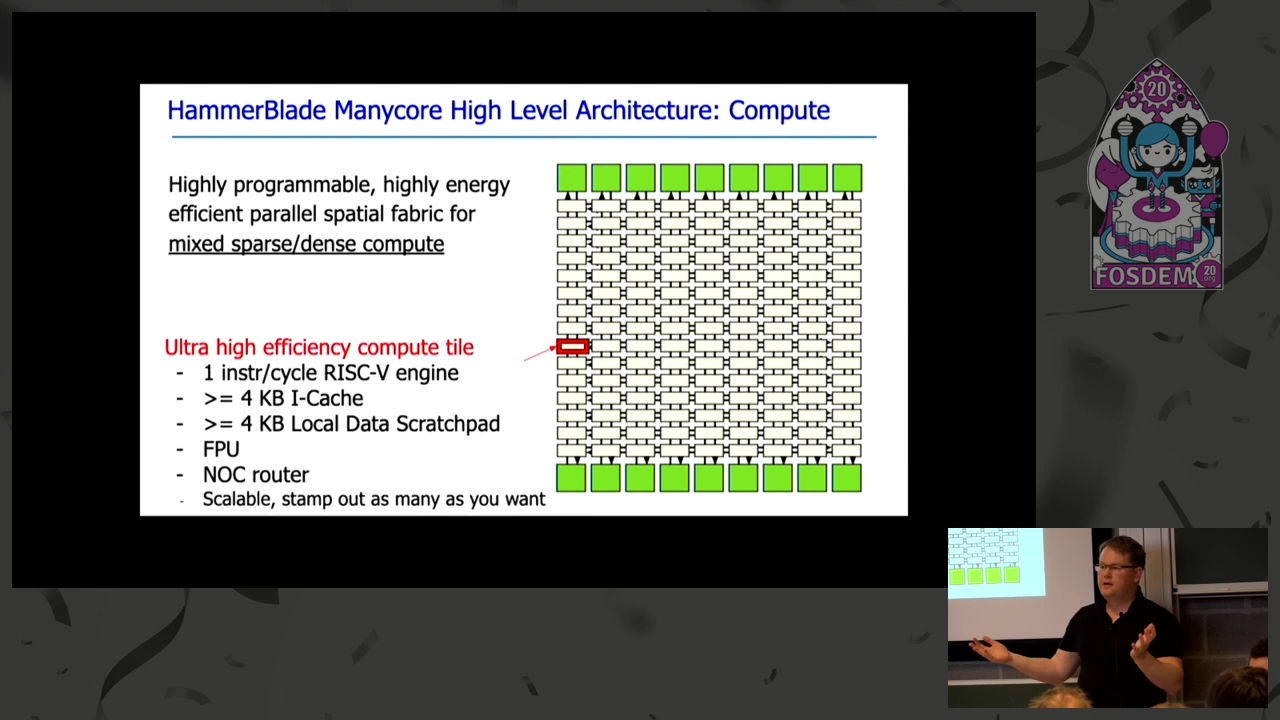 HammerBlade Manycore High Level Architecture: Compute
Highly programmable, highly energy
efficient parallel spatial fabric for
mixed sparse/dense compute
Ultra high efficiency compute tile
- 1 instr/cycle RISC-V engine
- >= 4 KB I-Cache
- >= 4 KB Local Data Scratchpad
- FPU
- NOC router
- Scalable, stamp out as many as you want
20
FOSDEM
20
.org